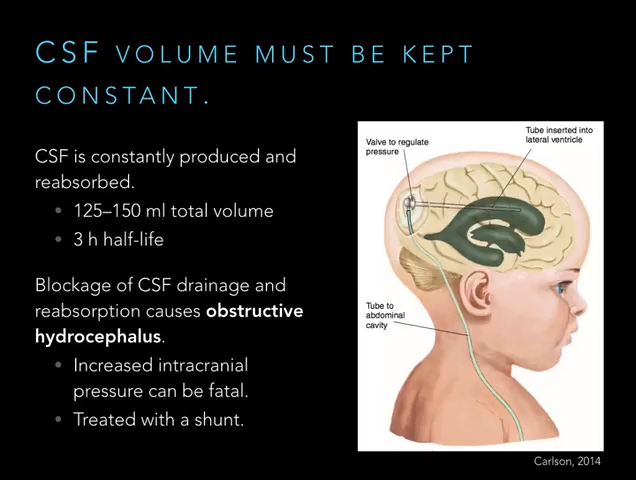 CSF VOLUME MUST BE KEPT
CONSTANT.
CSF is constantly produced and
reabsorbed.
• 125–150 ml total volume
• 3 h half-life
Blockage of CSF drainage and
reabsorption causes obstructive
hydrocephalus.
• Increased intracranial
pressure can be fatal.
• Treated with a shunt.
Valve to regulate
pressure
Tube inserted into
lateral ventricle
Tube to
abdominal
cavity
Carlson, 2014